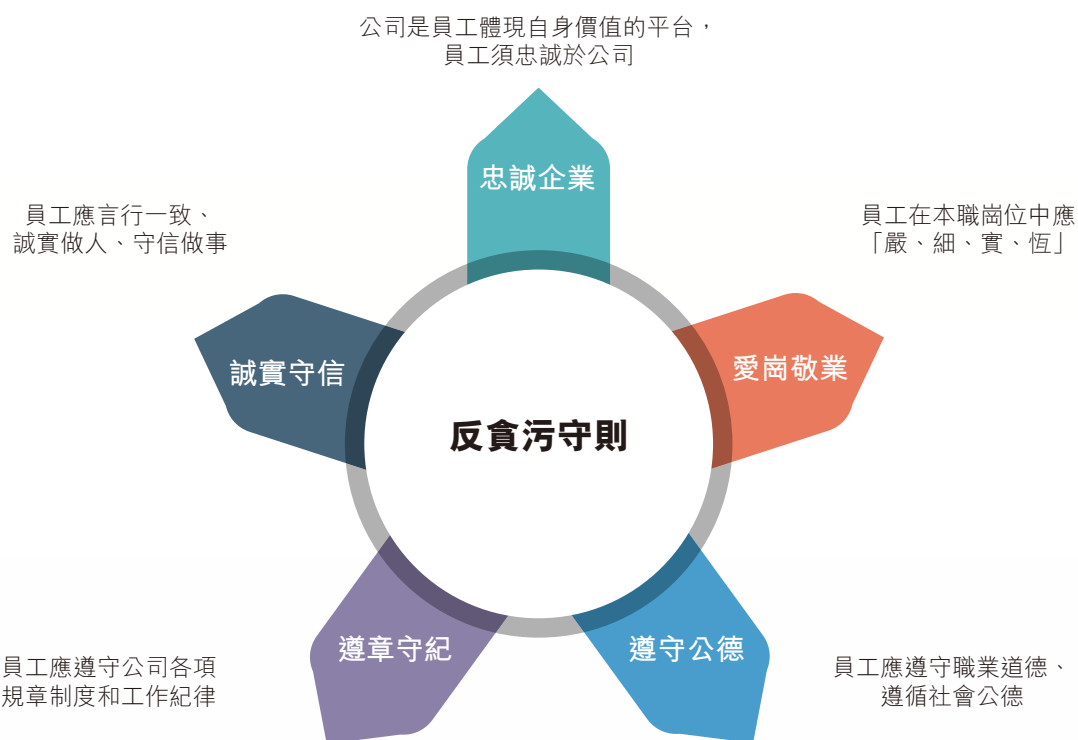 公司是員工體現自身價值的平台，
員工須忠誠於公司
忠誠企業
員工應言行一致、
誠實做人、守信做事
員工在本職崗位中應
「嚴、細、實、恆」
誠實守信
愛崗敬業
反貪污守則
遵章守紀
遵守公德
員工應遵守公司各項
規章制度和工作紀律
員工應遵守職業道德、
遵循社會公德